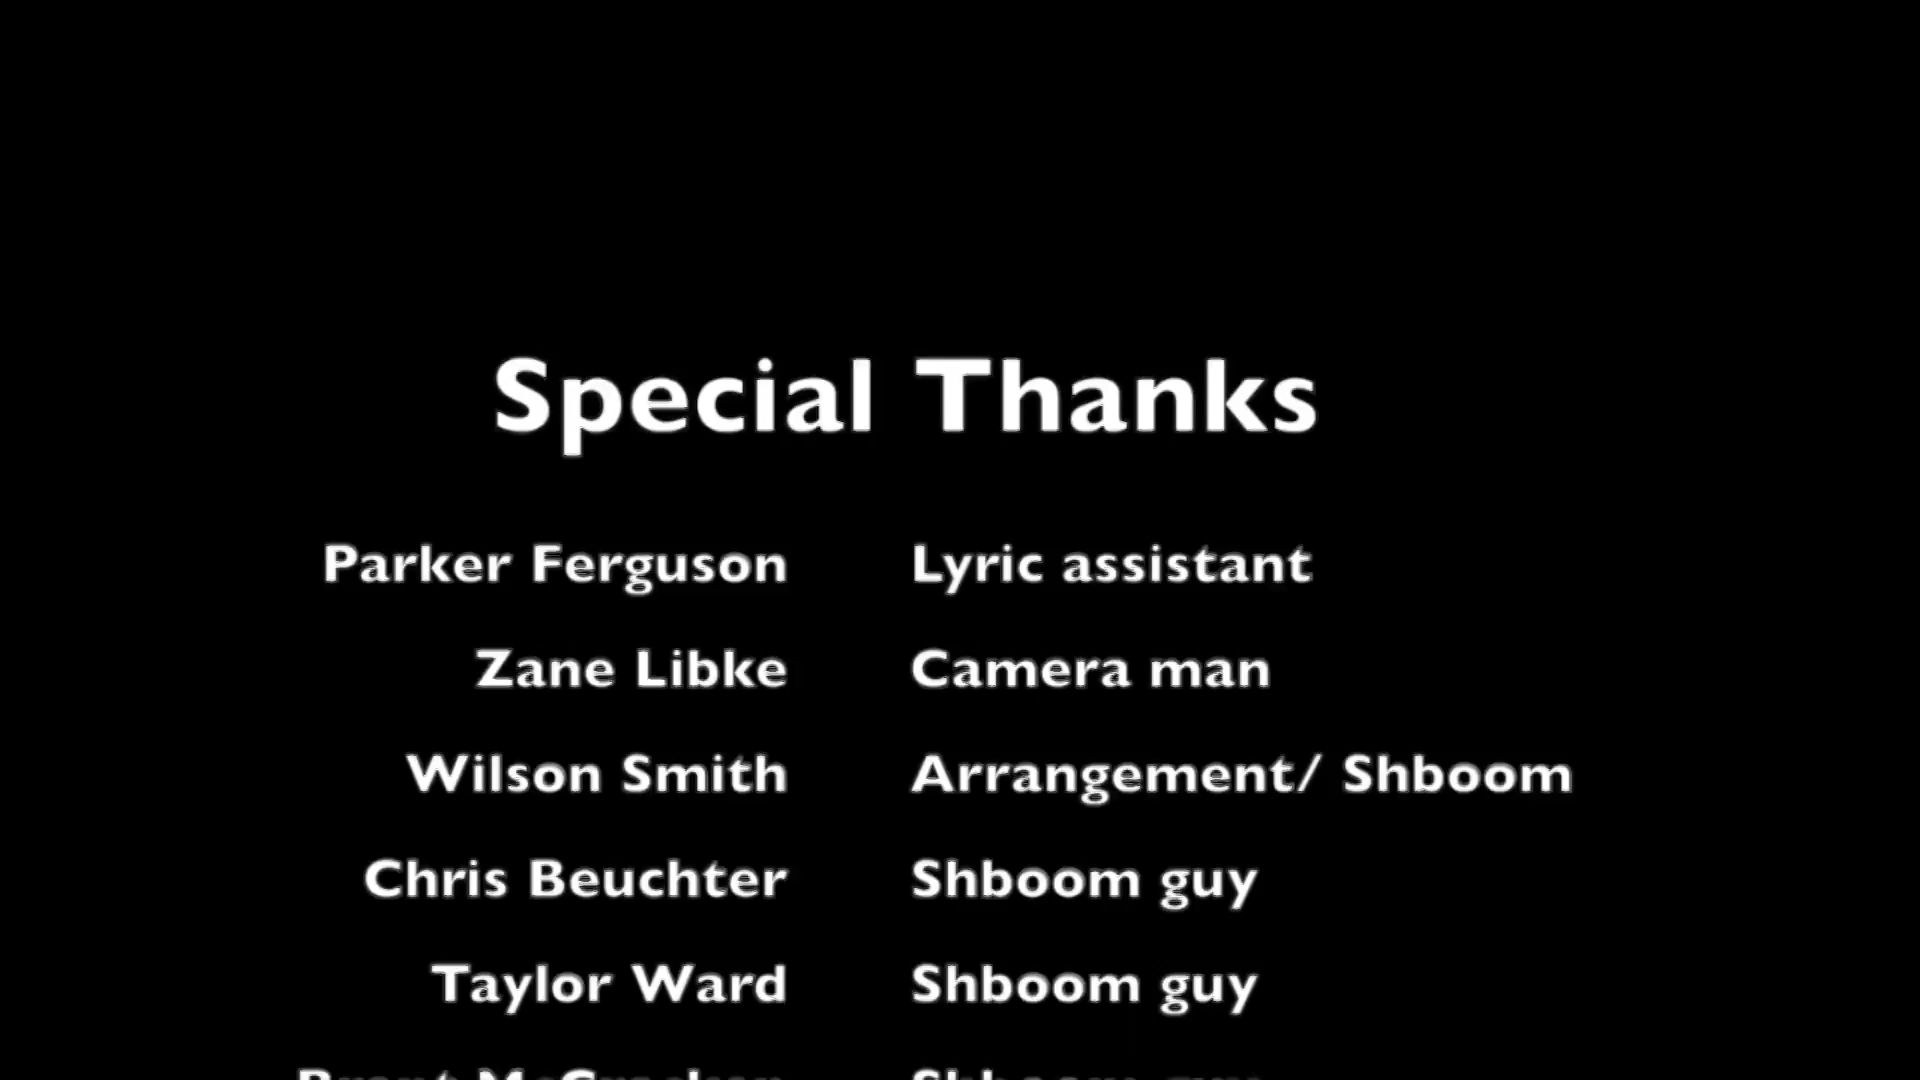 Special Thanks
Parker Ferguson Lyric assistant
Zane Libke Camera man
Wilson Smith Arrangement/ Shboom
Chris Beuchter Shboom guy
Taylor Ward Shboom guy